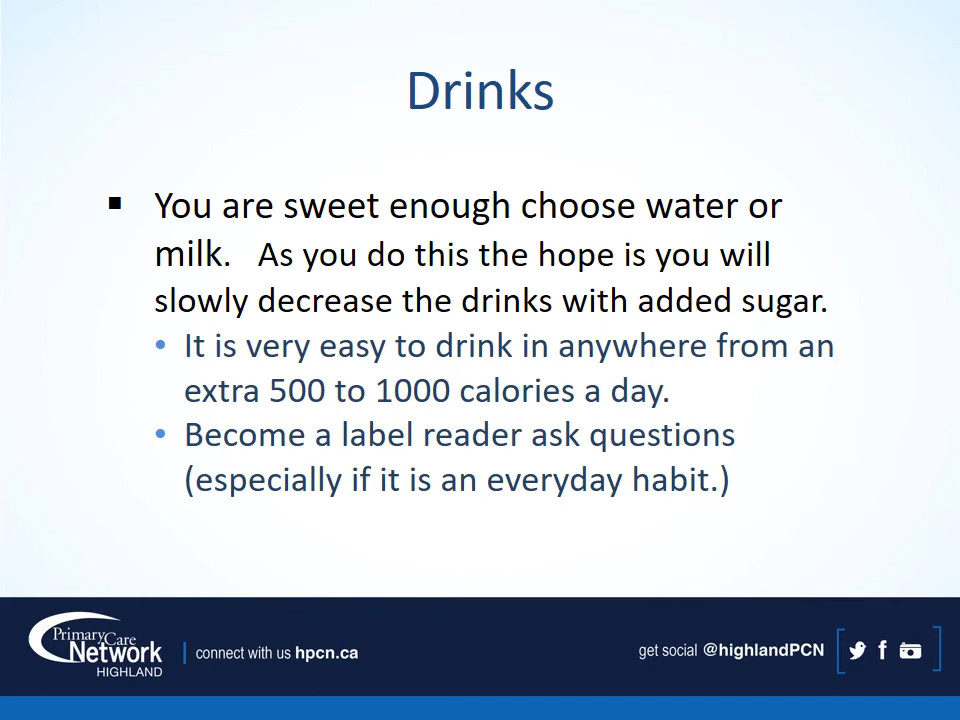 Drinks
▪ You are sweet enough choose water or
milk. As you do this the hope is you will
slowly decrease the drinks with added sugar.
• It is very easy to drink in anywhere from an
extra 500 to 1000 calories a day.
• Become a label reader ask questions
(especially if it is an everyday habit.)
PrimaryCare
Network
HIGHLAND
connect with us hpcn.ca
get social @highlandPCN